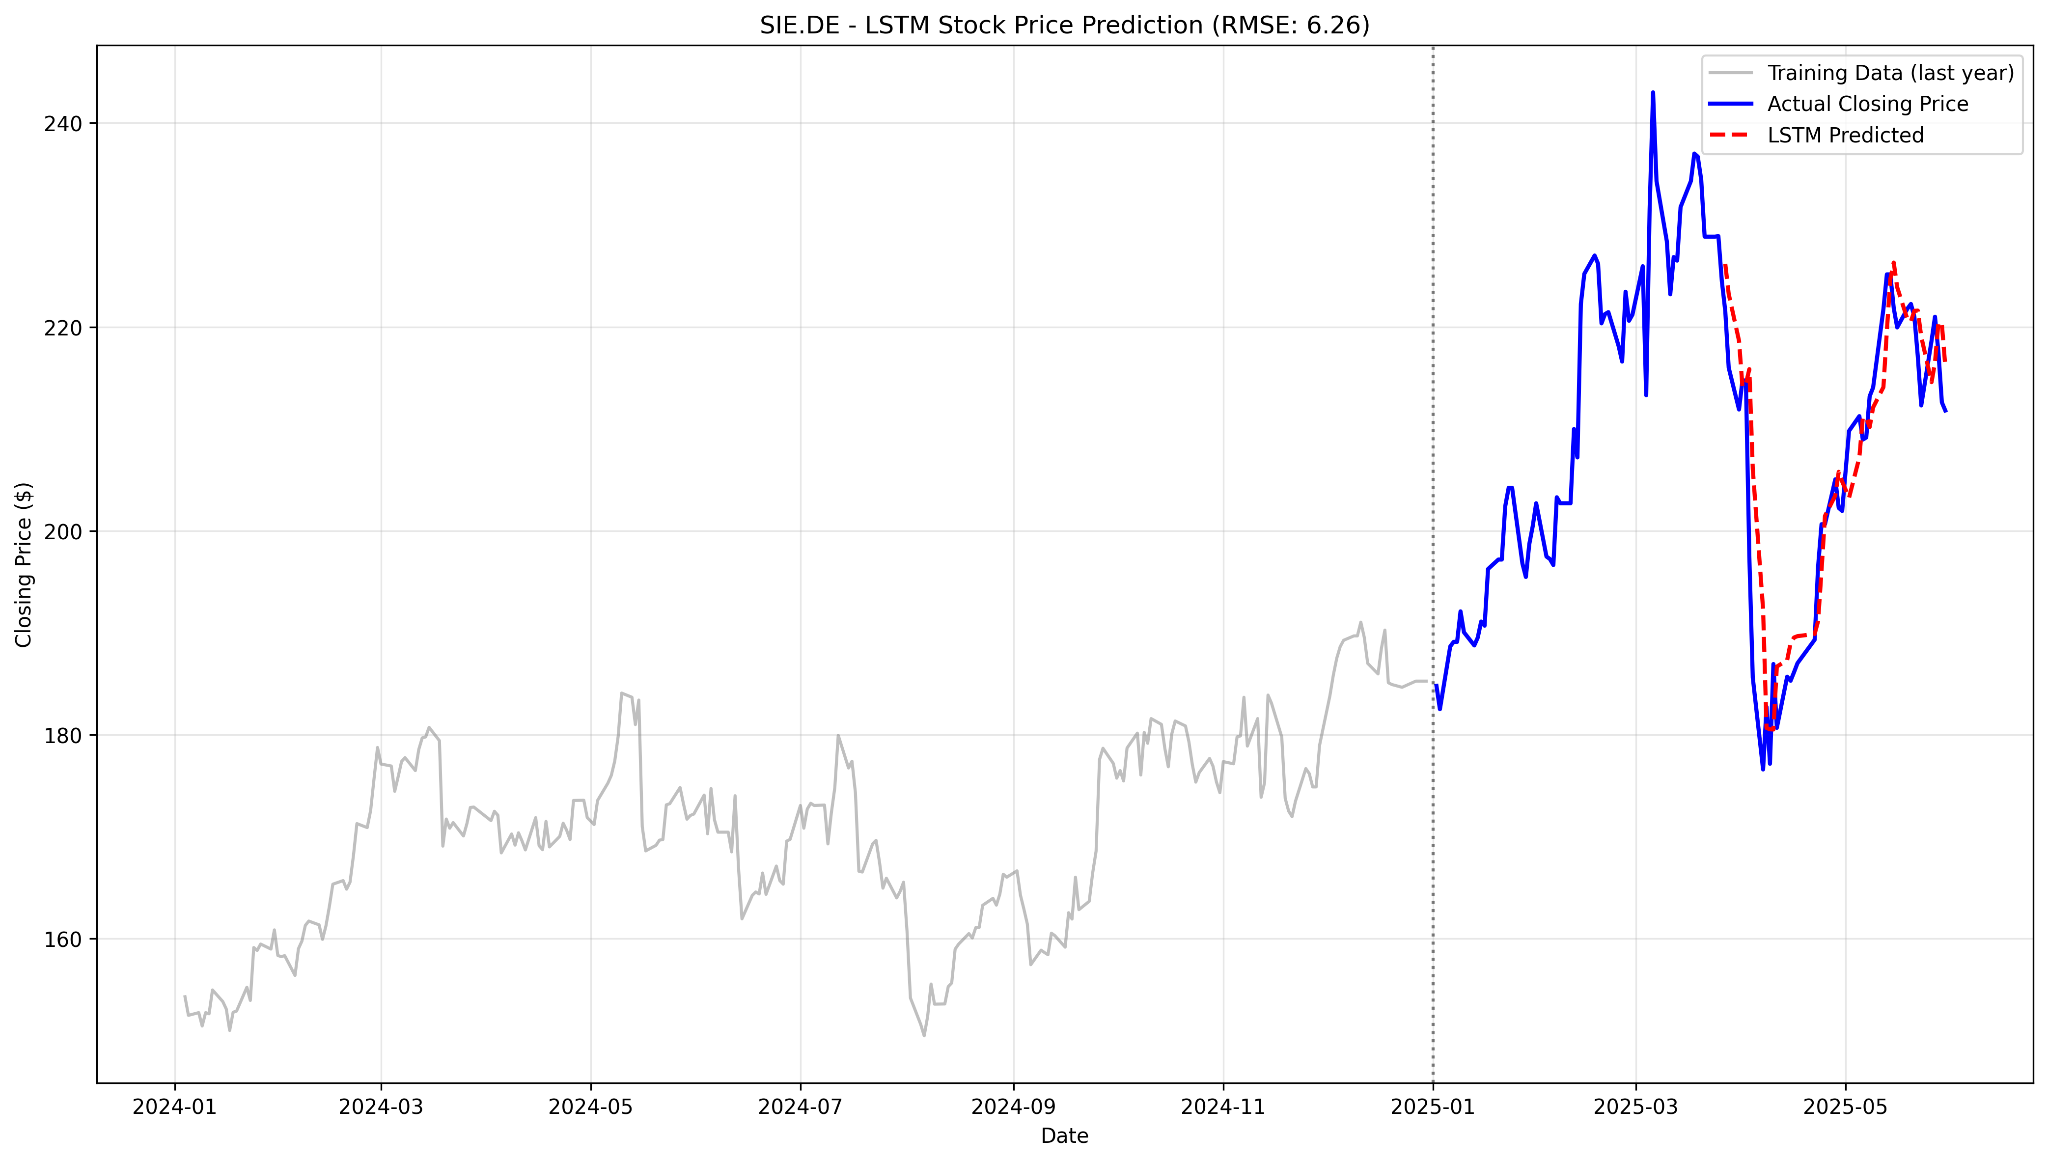 SIE.DE - LSTM Stock Price Prediction (RMSE: 6.26)
Training Data (last year)
Actual Closing Price
LSTM Predicted
Closing Price ($)
240
220
200
180
160
2024-01
2024-03
2024-05
2024-07
2024-09
2024-11
2025-01
2025-03
2025-05
Date